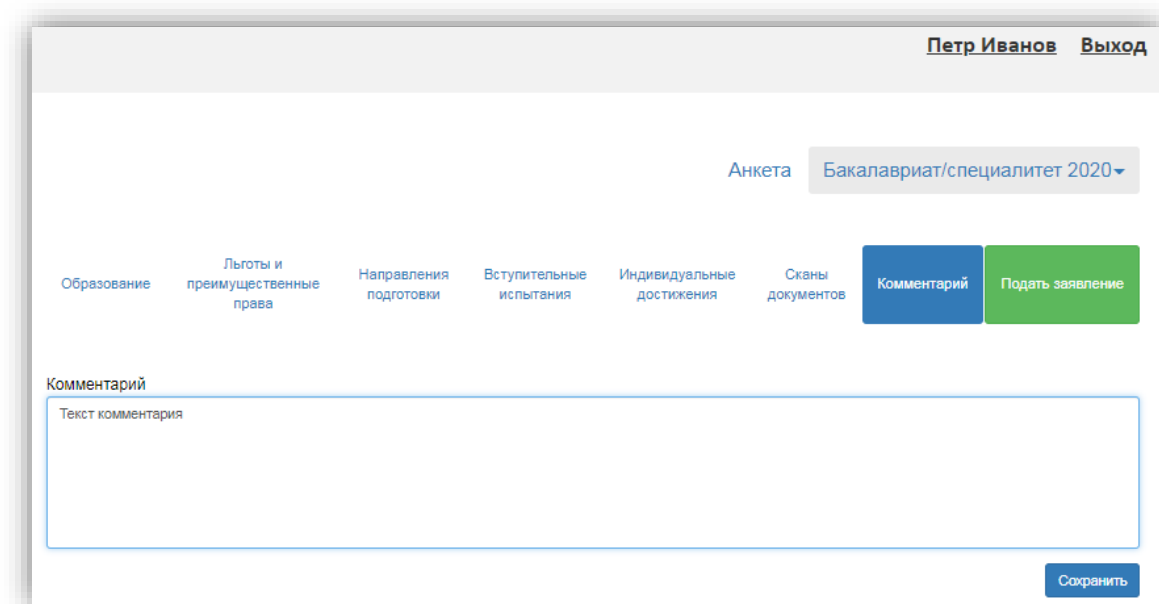 Петр Иванов Выход
Анкета Бакалавриат/специалитет 2020
Образование
Льготы и
преимущественные
права
Направления
подготовки
Вступительные
испытания
Индивидуальные
достижения
Сканы
документов
Комментарий
Подать заявление
Комментарий
Текст комментария
Сохранить